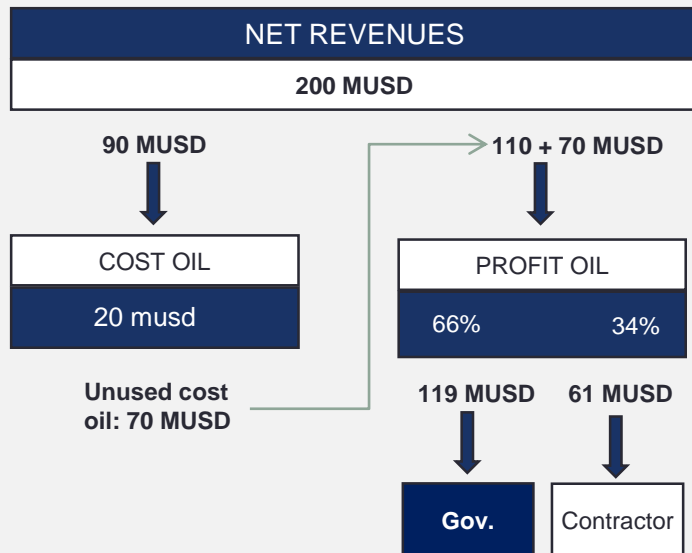 NET REVENUES
200 MUSD
90 MUSD
110 + 70 MUSD
COST OIL
PROFIT OIL
20 musd
66%
34%
Unused cost
oil: 70 MUSD
119 MUSD
61 MUSD
Gov.
Contractor